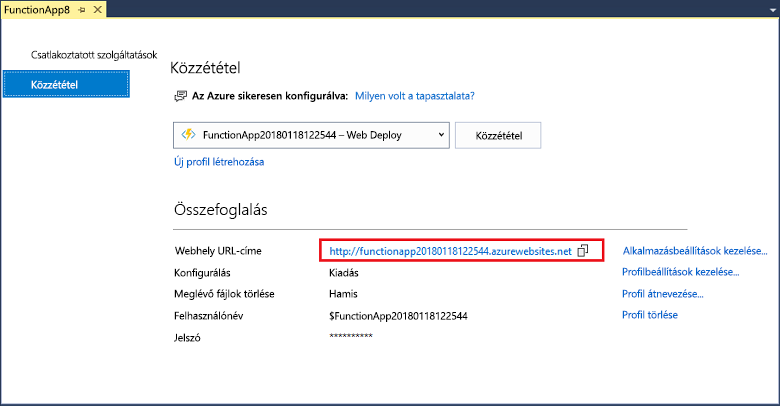 FunctionApp8
Csatlakoztatott szolgáltatások
Közzététel
Közzététel
Az Azure sikeresen konfigurálva: Milyen volt a tapasztalata?
FunctionApp20180118122544 – Web Deploy
Közzététel
Új profil létrehozása
Összefoglalás
Webhely URL-címe http://functionapp20180118122544.azurewebsites.net Alkalmazásbeállítások kezelése...
Konfigurálás Kiadás Profilbeállítások kezelése...
Meglévő fájlok törlése Hamis Profil átnevezése...
Felhasználónév $FunctionApp20180118122544 Profil törlése
Jelszó **********